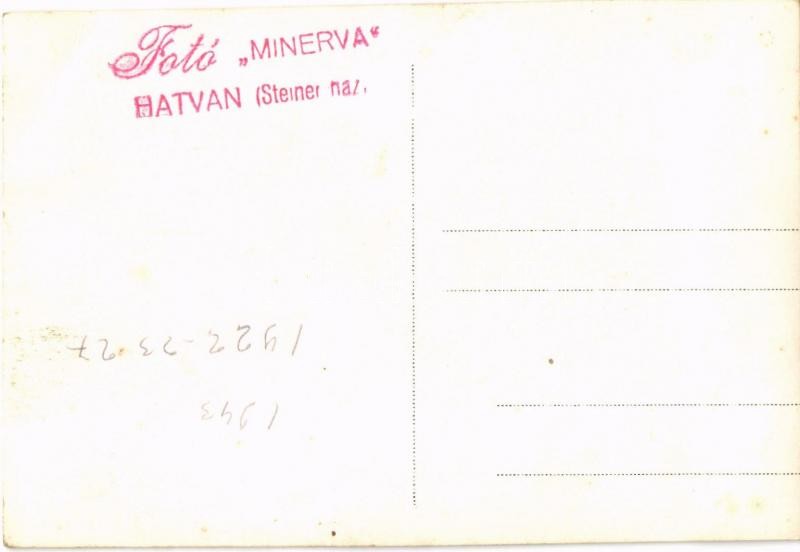 Fotó „MINERVA“
HATVAN (Steiner ház)
1922-23-27
1943